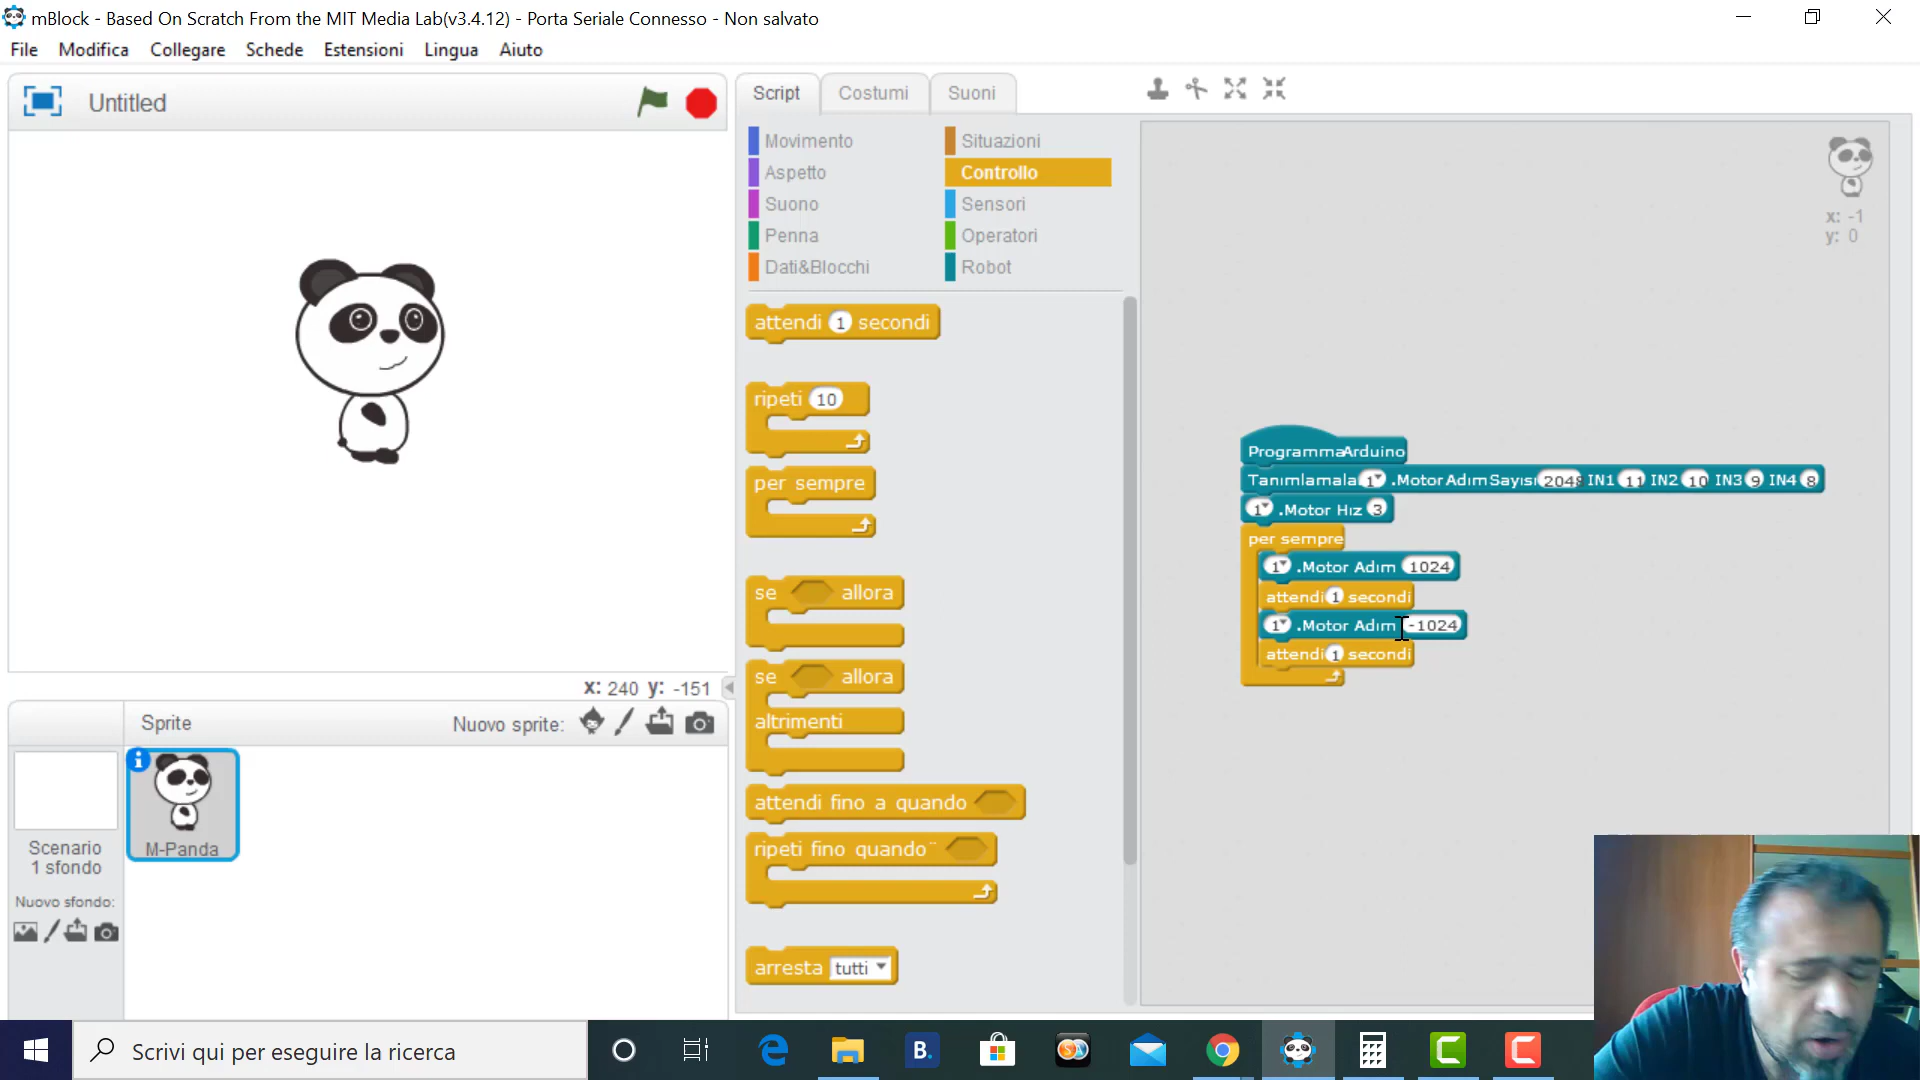 mBlock - Based On Scratch From the MIT Media Lab(v3.4.12) - Porta Seriale Connesso - Non salvato
File Modifica Collegare Schede Estensioni Lingua Aiuto
Untitled
Script Costumi Suoni
Movimento Situazioni
Aspetto Controllo
Suono Sensori
Penna Operatori
Dati&Blocchi Robot
attendi 1 secondi
ripeti 10
per sempre
se allora
se allora
altrimenti
attendi fino a quando
ripeti fino quando¨
arresta tutti
x: -1
y: 0
ProgrammaArduino
Tanımlamala 1 .Motor Adım Sayısı 2048 IN1 11 IN2 10 IN3 9 IN4 8
1 .Motor Hız 3
per sempre
1 .Motor Adım 1024
attendi 1 secondi
1 .Motor Adım -1024
attendi 1 secondi
x: 240 y: -151
Sprite Nuovo sprite:
Scenario
1 sfondo
Nuovo sfondo:
i
M-Panda
Scrivi qui per eseguire la ricerca
B.